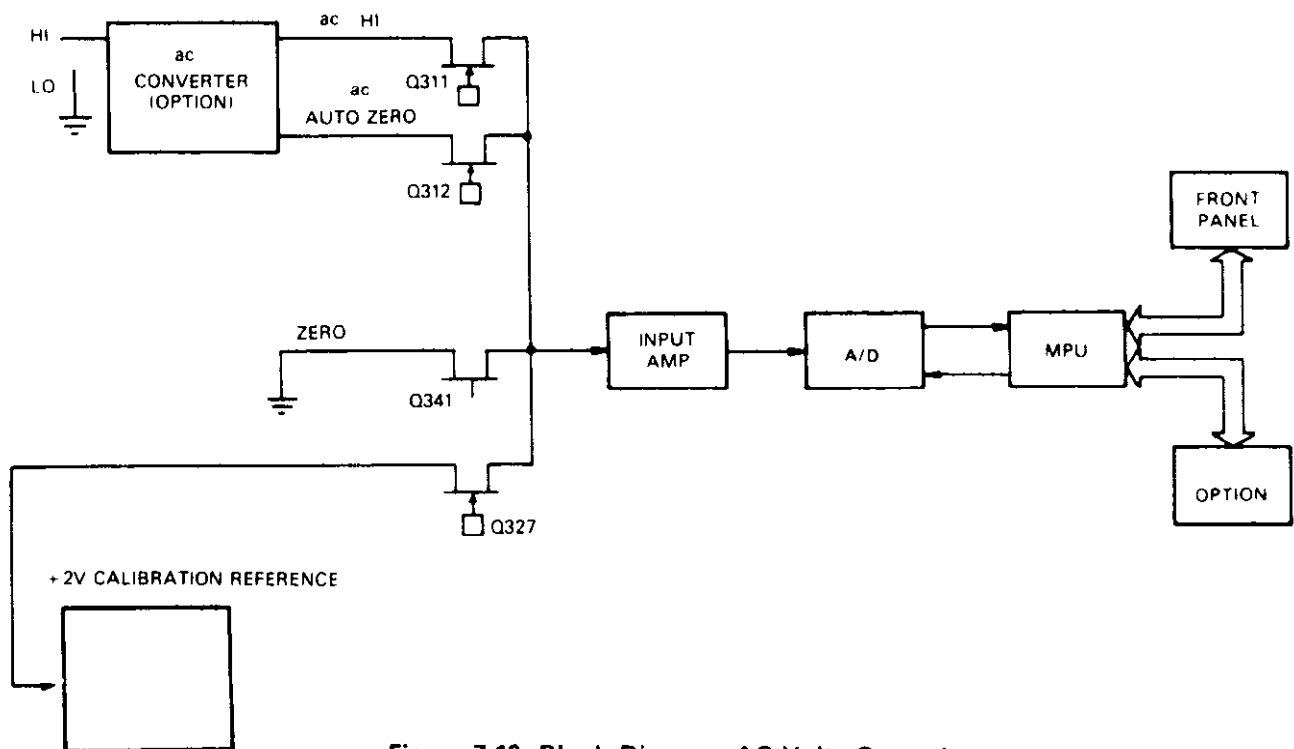 HI
LO
ac
CONVERTER
(OPTION)
ac HI
Q311
ac
AUTO ZERO
Q312
ZERO
Q341
Q327
+2V CALIBRATION REFERENCE
INPUT
AMP
A/D
MPU
FRONT
PANEL
OPTION